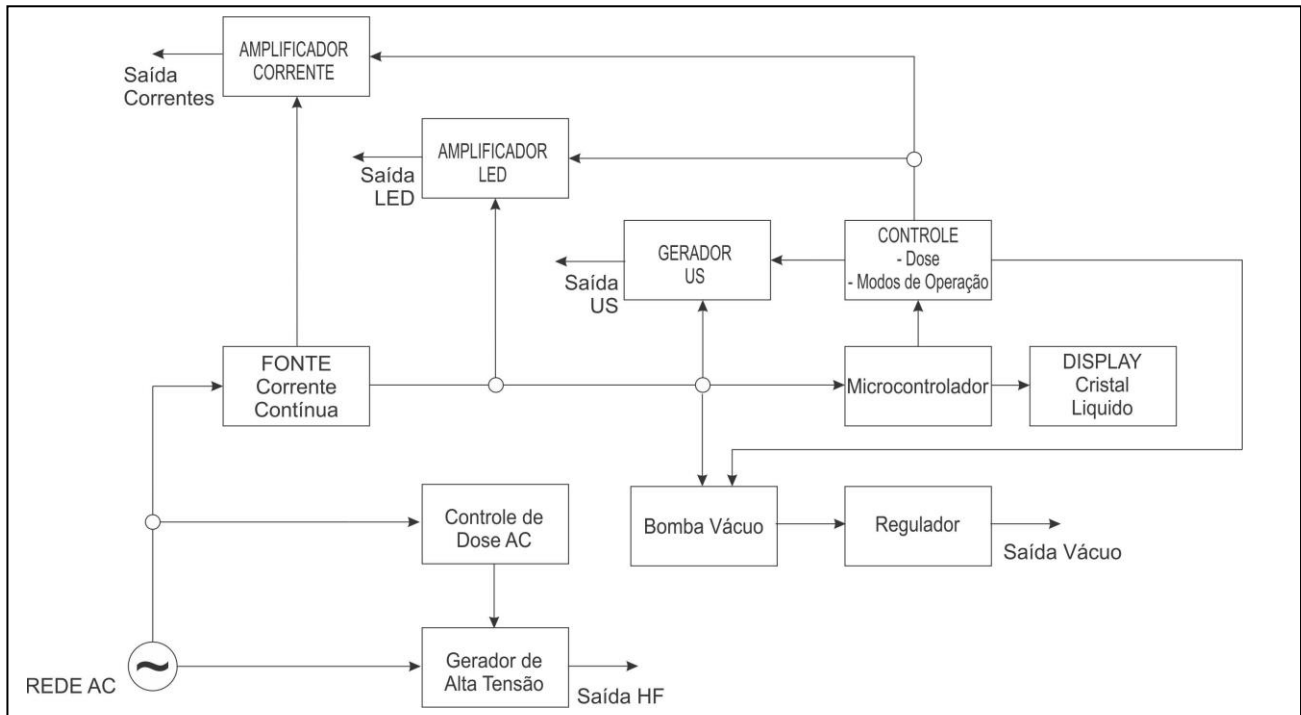 AMPLIFICADOR
CORRENTE
Saída
Correntes
AMPLIFICADOR
LED
Saída
LED
GERADOR
US
Saída
US
CONTROLE
- Dose
- Modos de Operação
FONTE
Corrente
Contínua
Microcontrolador
DISPLAY
Cristal
Liquido
Controle de
Dose AC
Bomba Vácuo
Regulador
Saída Vácuo
REDE AC
~
Gerador de
Alta Tensão
Saída HF